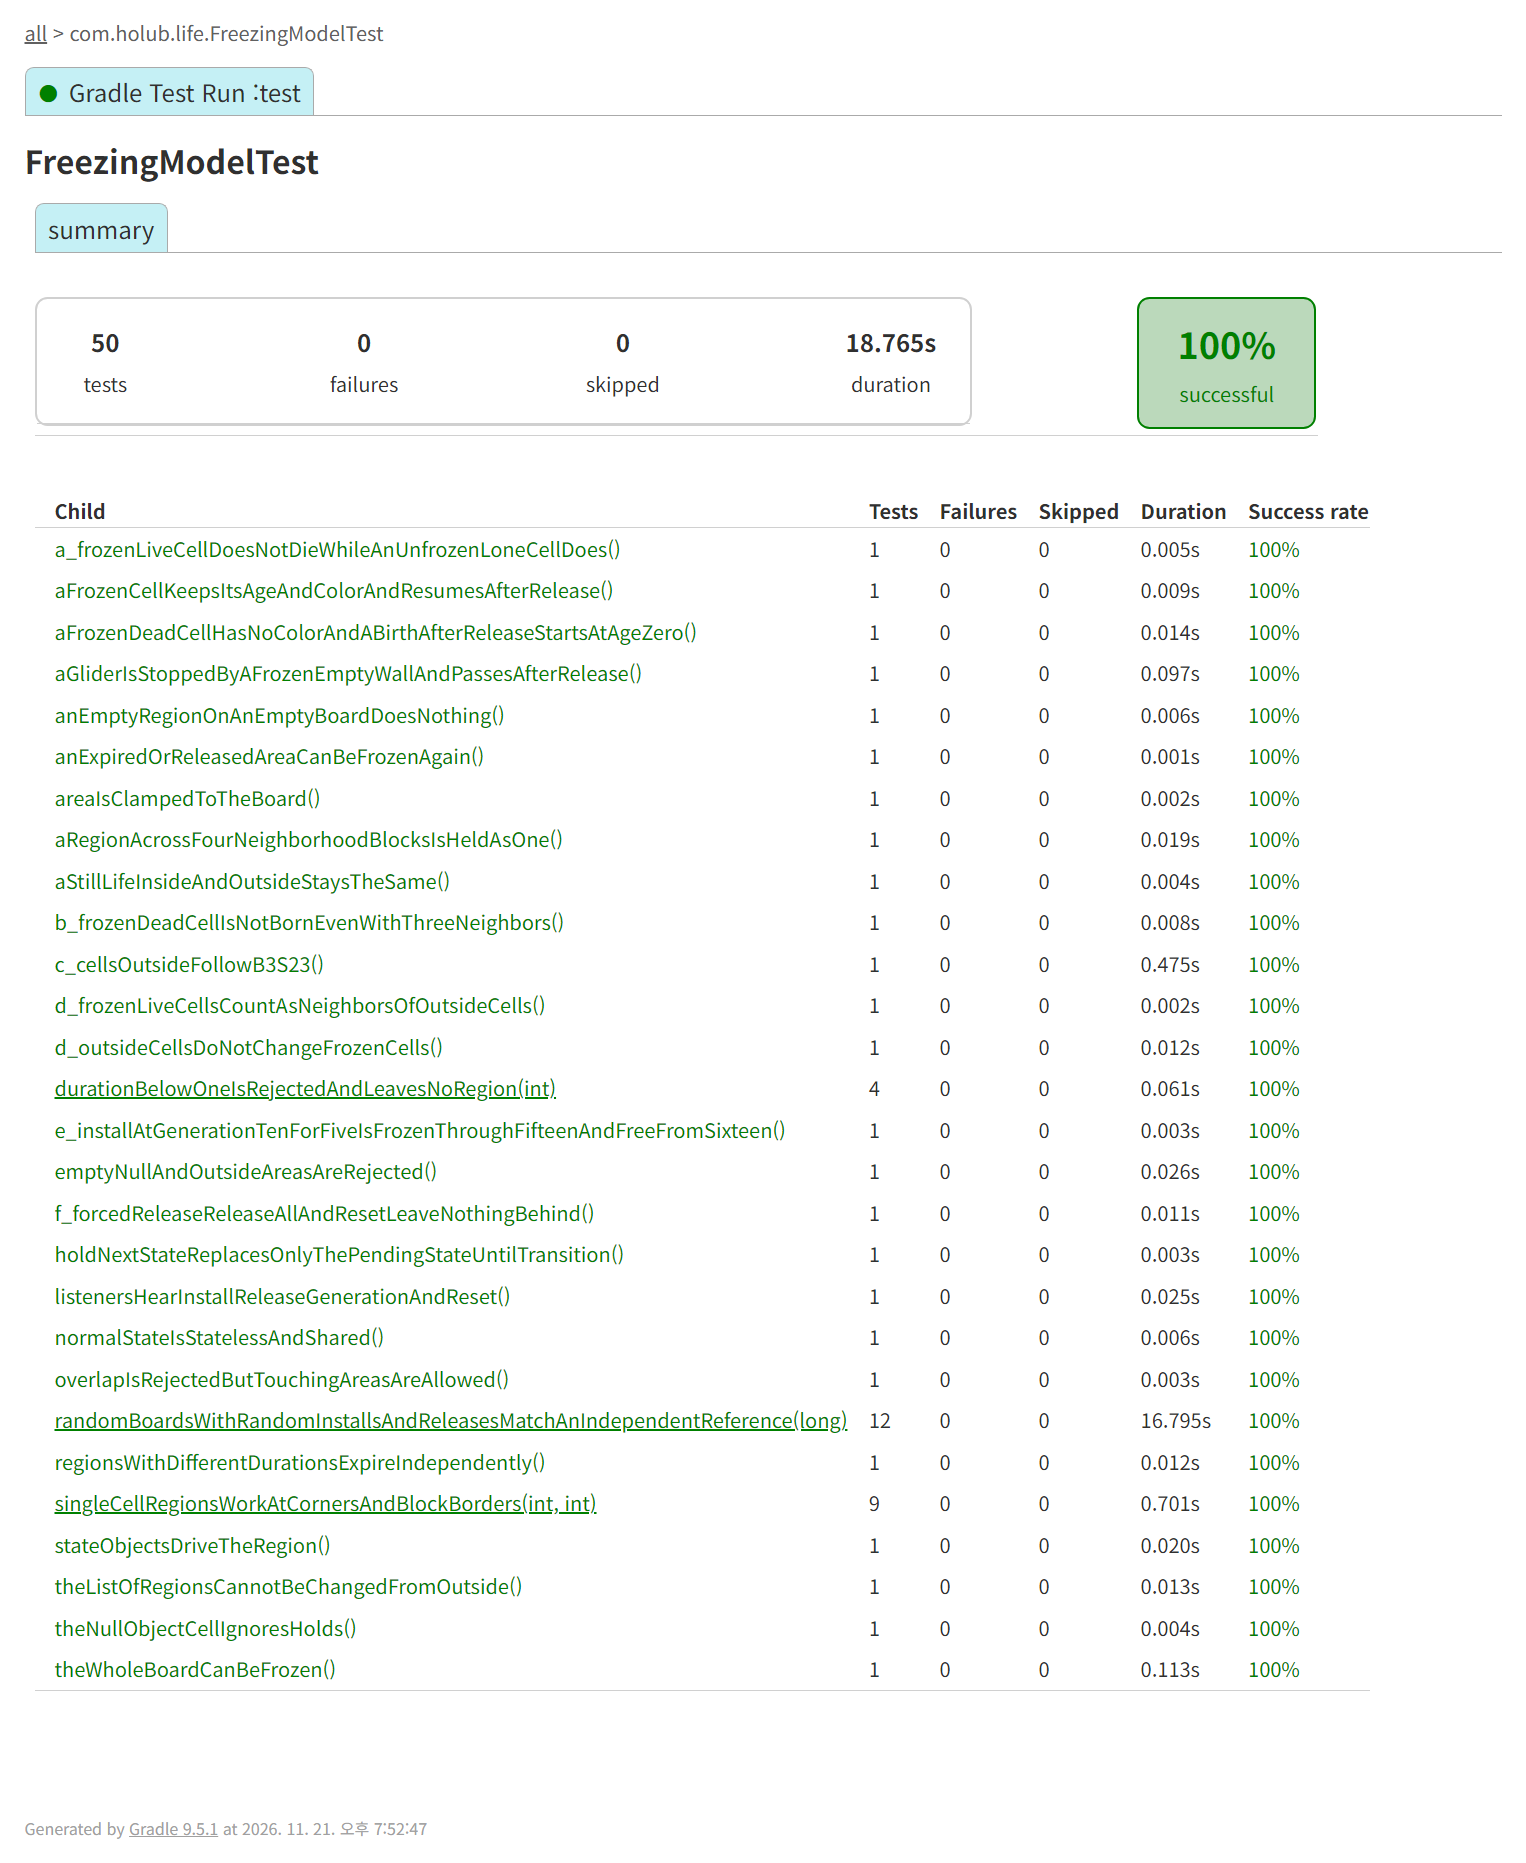 all > com.holub.life.FreezingModelTest
Gradle Test Run :test
FreezingModelTest
summary
50 0 0 18.765s 100%
tests failures skipped duration successful
Child Tests Failures Skipped Duration Success rate
a_frozenLiveCellDoesNotDieWhileAnUnfrozenLoneCellDoes() 1 0 0 0.005s 100%
aFrozenCellKeepsItsAgeAndColorAndResumesAfterRelease() 1 0 0 0.009s 100%
aFrozenDeadCellHasNoColorAndABirthAfterReleaseStartsAtAgeZero() 1 0 0 0.014s 100%
aGliderIsStoppedByAFrozenEmptyWallAndPassesAfterRelease() 1 0 0 0.097s 100%
anEmptyRegionOnAnEmptyBoardDoesNothing() 1 0 0 0.006s 100%
anExpiredOrReleasedAreaCanBeFrozenAgain() 1 0 0 0.001s 100%
areaIsClampedToTheBoard() 1 0 0 0.002s 100%
aRegionAcrossFourNeighborhoodBlocksIsHeldAsOne() 1 0 0 0.019s 100%
aStillLifeInsideAndOutsideStaysTheSame() 1 0 0 0.004s 100%
b_frozenDeadCellIsNotBornEvenWithThreeNeighbors() 1 0 0 0.008s 100%
c_cellsOutsideFollowB3S23() 1 0 0 0.475s 100%
d_frozenLiveCellsCountAsNeighborsOfOutsideCells() 1 0 0 0.002s 100%
d_outsideCellsDoNotChangeFrozenCells() 1 0 0 0.012s 100%
durationBelowOneIsRejectedAndLeavesNoRegion(int) 4 0 0 0.061s 100%
e_installAtGenerationTenForFiveIsFrozenThroughFifteenAndFreeFromSixteen() 1 0 0 0.003s 100%
emptyNullAndOutsideAreasAreRejected() 1 0 0 0.026s 100%
f_forcedReleaseReleaseAllAndResetLeaveNothingBehind() 1 0 0 0.011s 100%
holdNextStateReplacesOnlyThePendingStateUntilTransition() 1 0 0 0.003s 100%
listenersHearInstallReleaseGenerationAndReset() 1 0 0 0.025s 100%
normalStateIsStatelessAndShared() 1 0 0 0.006s 100%
overlapIsRejectedButTouchingAreasAreAllowed() 1 0 0 0.003s 100%
randomBoardsWithRandomInstallsAndReleasesMatchAnIndependentReference(long) 12 0 0 16.795s 100%
regionsWithDifferentDurationsExpireIndependently() 1 0 0 0.012s 100%
singleCellRegionsWorkAtCornersAndBlockBorders(int, int) 9 0 0 0.701s 100%
stateObjectsDriveTheRegion() 1 0 0 0.020s 100%
theListOfRegionsCannotBeChangedFromOutside() 1 0 0 0.013s 100%
theNullObjectCellIgnoresHolds() 1 0 0 0.004s 100%
theWholeBoardCanBeFrozen() 1 0 0 0.113s 100%
Generated by Gradle 9.5.1 at 2026. 11. 21. 오후 7:52:47